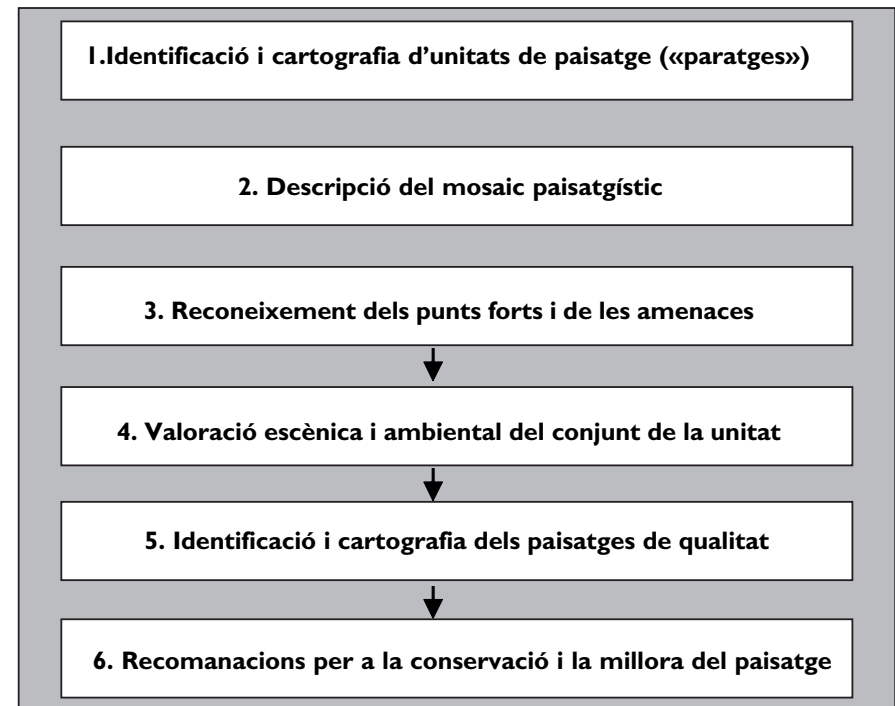 1.Identificació i cartografia d’unitats de paisatge («paratges»)
2. Descripció del mosaic paisatgístic
3. Reconeixement dels punts forts i de les amenaces
4. Valoració escènica i ambiental del conjunt de la unitat
5. Identificació i cartografia dels paisatges de qualitat
6. Recomanacions per a la conservació i la millora del paisatge